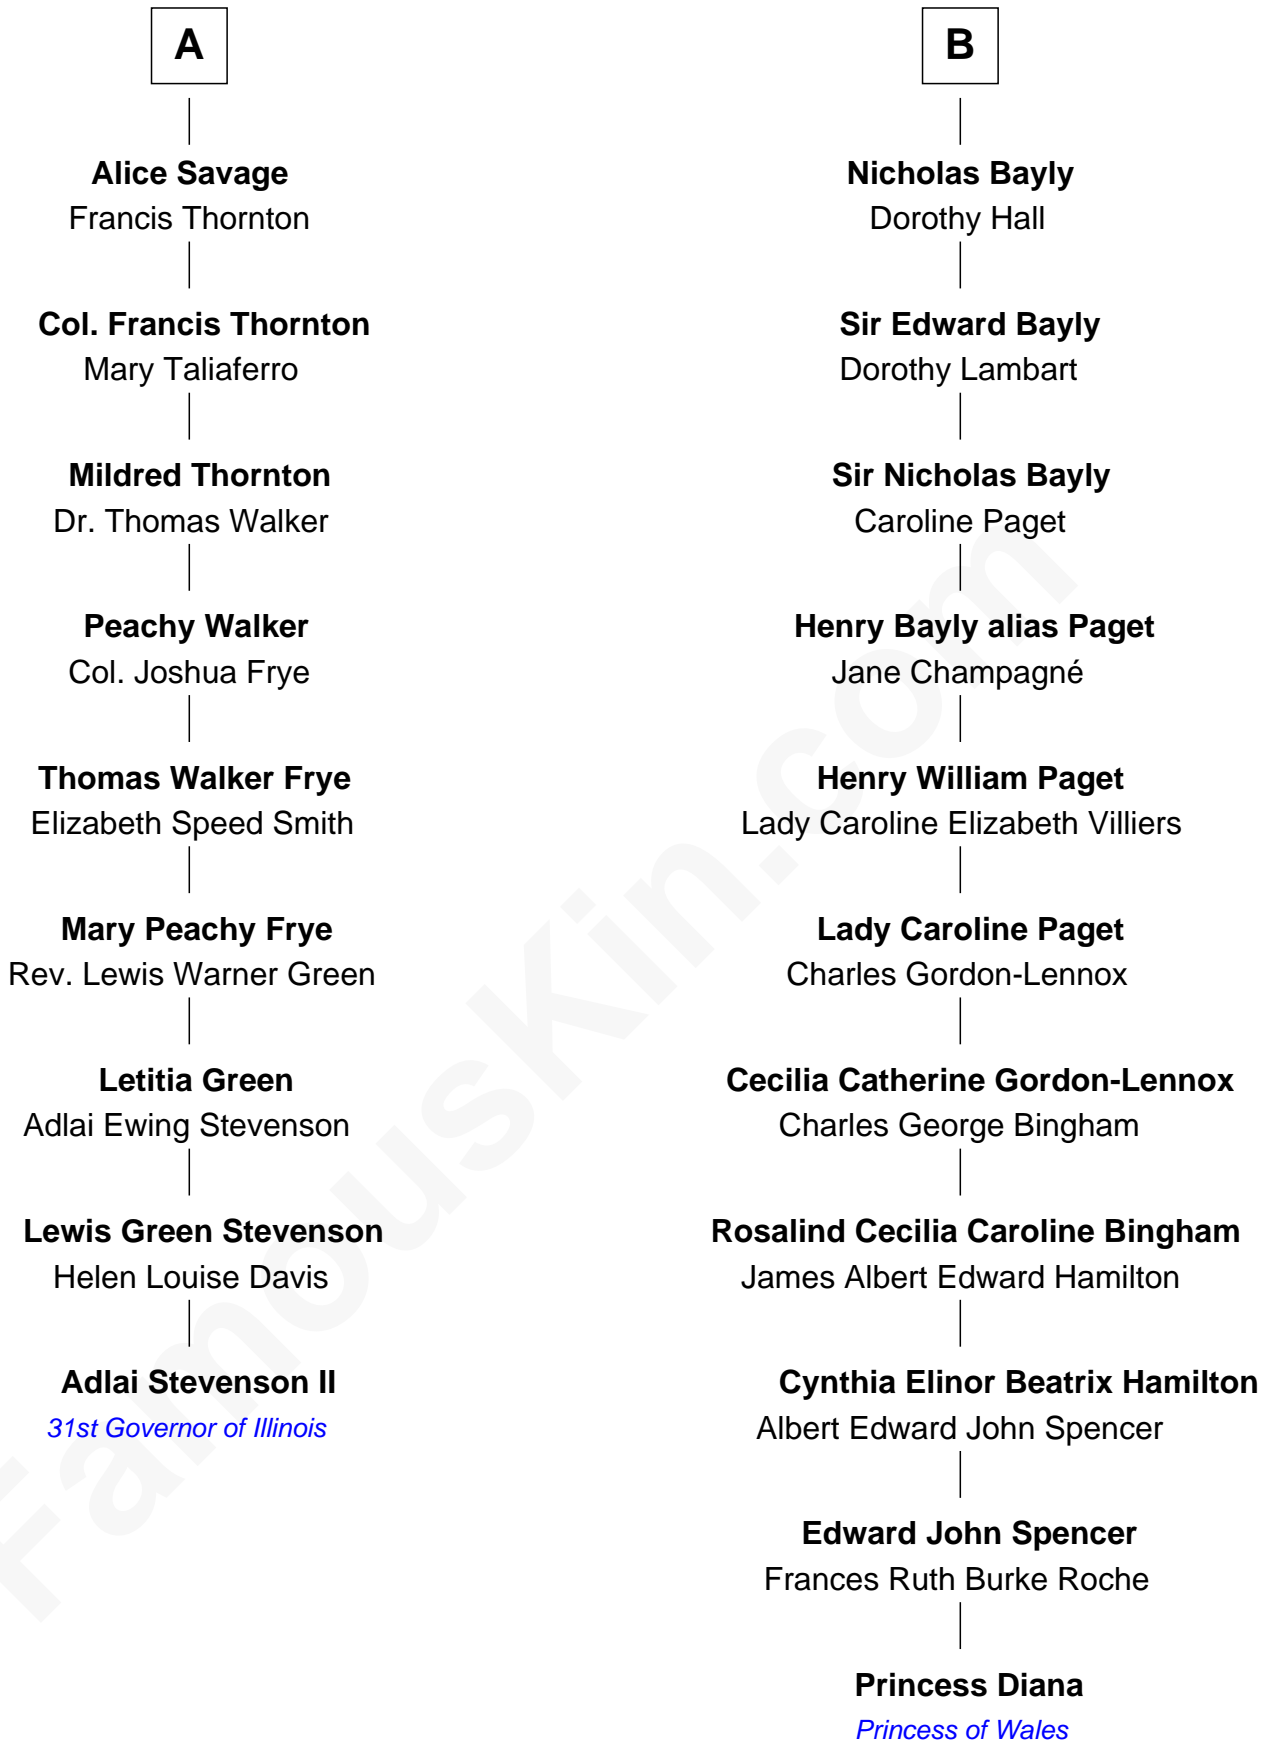 A
Alice Savage
Francis Thornton
Col. Francis Thornton
Mary Taliaferro
Mildred Thornton
Dr. Thomas Walker
Peachy Walker
Col. Joshua Frye
Thomas Walker Frye
Elizabeth Speed Smith
Mary Peachy Frye
Rev. Lewis Warner Green
Letitia Green
Adlai Ewing Stevenson
Lewis Green Stevenson
Helen Louise Davis
Adlai Stevenson II
31st Governor of Illinois
B
Nicholas Bayly
Dorothy Hall
Sir Edward Bayly
Dorothy Lambart
Sir Nicholas Bayly
Caroline Paget
Henry Bayly alias Paget
Jane Champagné
Henry William Paget
Lady Caroline Elizabeth Villiers
Lady Caroline Paget
Charles Gordon-Lennox
Cecilia Catherine Gordon-Lennox
Charles George Bingham
Rosalind Cecilia Caroline Bingham
James Albert Edward Hamilton
Cynthia Elinor Beatrix Hamilton
Albert Edward John Spencer
Edward John Spencer
Frances Ruth Burke Roche
Princess Diana
Princess of Wales
FamousKin.com